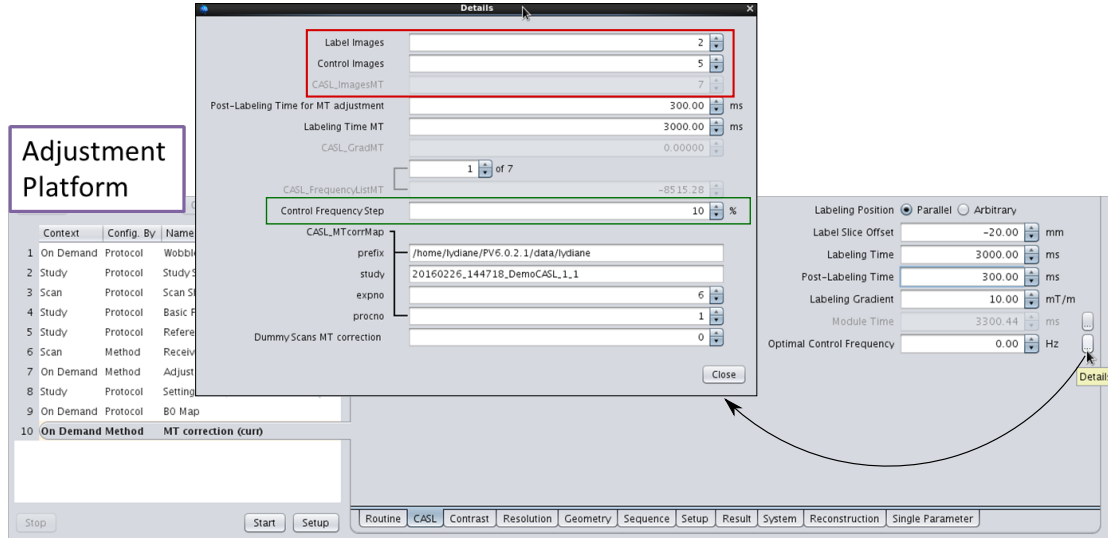 Details
Label Images 2
Control Images 5
CASL_ImagesMT 7
Post-Labeling Time for MT adjustment 300.00 ms
Labeling Time MT 3000.00 ms
CASL_GradMT 0.00000
1 of 7
CASL_FrequencyListMT -8515.28
Control Frequency Step 10 %
CASL_MTcorrMap
prefix /home/lydiane/PV6.0.2.1/data/lydiane
study 20160226_144718_DemoCASL_1_1
expno 6
procno 1
Dummy Scans MT correction 0
Close
Adjustment
Platform
Context Config. By Name
1 On Demand Protocol Wobbl
2 Study Protocol Study S
3 Scan Protocol Scan Sh
4 Study Protocol Basic F
5 Study Protocol Refere
6 Scan Method Receiv
7 On Demand Method Adjust
8 Study Protocol Setting
9 On Demand Protocol B0 Map
10 On Demand Method MT correction (curr)
Stop Start Setup
Labeling Position Parallel Arbitrary
Label Slice Offset -20.00 mm
Labeling Time 3000.00 ms
Post-Labeling Time 300.00 ms
Labeling Gradient 10.00 mT/m
Module Time 3300.44 ms ...
Optimal Control Frequency 0.00 Hz ...
Details
Routine CASL Contrast Resolution Geometry Sequence Setup Result System Reconstruction Single Parameter